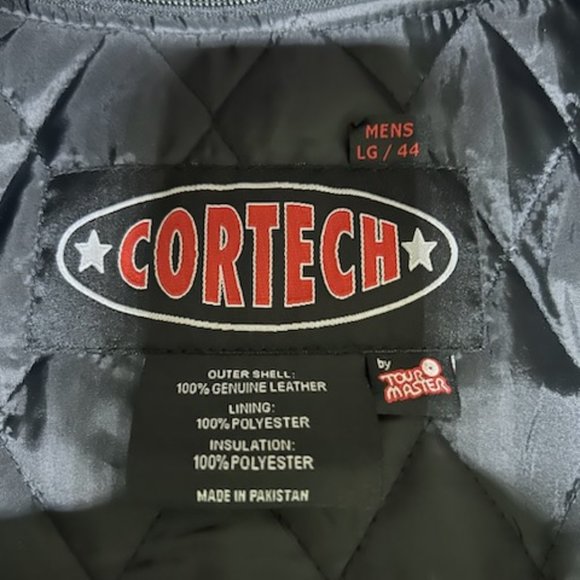 MENS
LG / 44
CORTECH
by
TOUR
MASTER
OUTER SHELL:
100% GENUINE LEATHER
LINING:
100% POLYESTER
INSULATION:
100% POLYESTER
MADE IN PAKISTAN